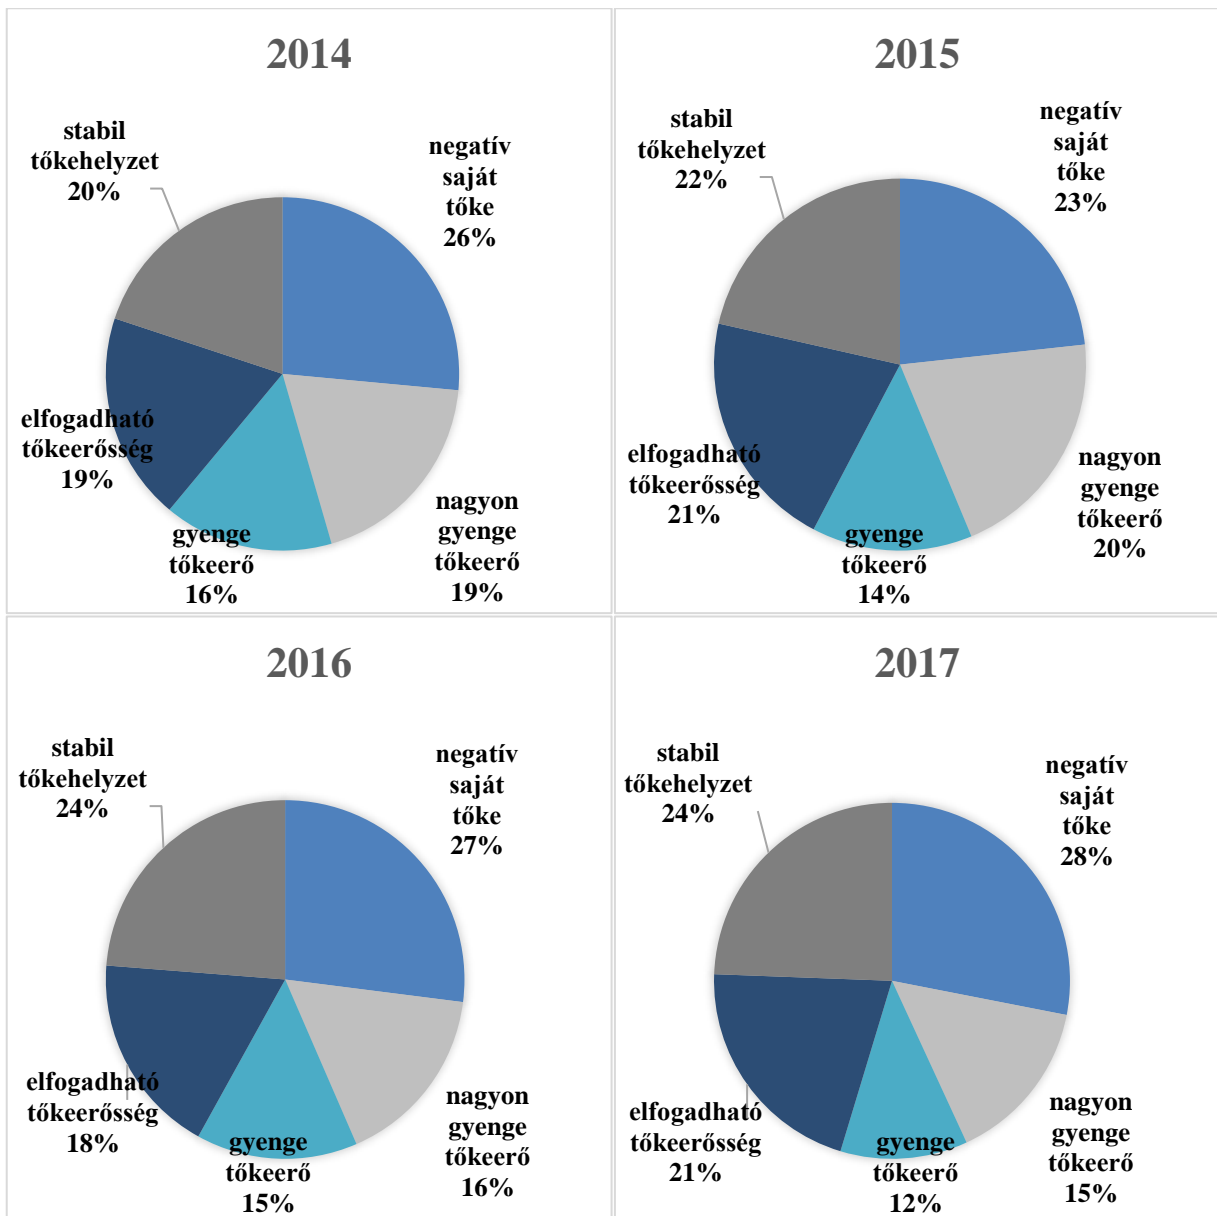 2014
stabil
tőkehelyzet
20%
negatív
saját
tőke
26%
elfogadható
tőkeerősség
19%
gyenge
tőkeerő
16%
nagyon
gyenge
tőkeerő
19%
2015
stabil
tőkehelyzet
22%
negatív
saját
tőke
23%
elfogadható
tőkeerősség
21%
gyenge
tőkeerő
14%
nagyon
gyenge
tőkeerő
20%
2016
stabil
tőkehelyzet
24%
negatív
saját
tőke
27%
elfogadható
tőkeerősség
18%
gyenge
tőkeerő
15%
nagyon
gyenge
tőkeerő
16%
2017
stabil
tőkehelyzet
24%
negatív
saját
tőke
28%
elfogadható
tőkeerősség
21%
gyenge
tőkeerő
12%
nagyon
gyenge
tőkeerő
15%